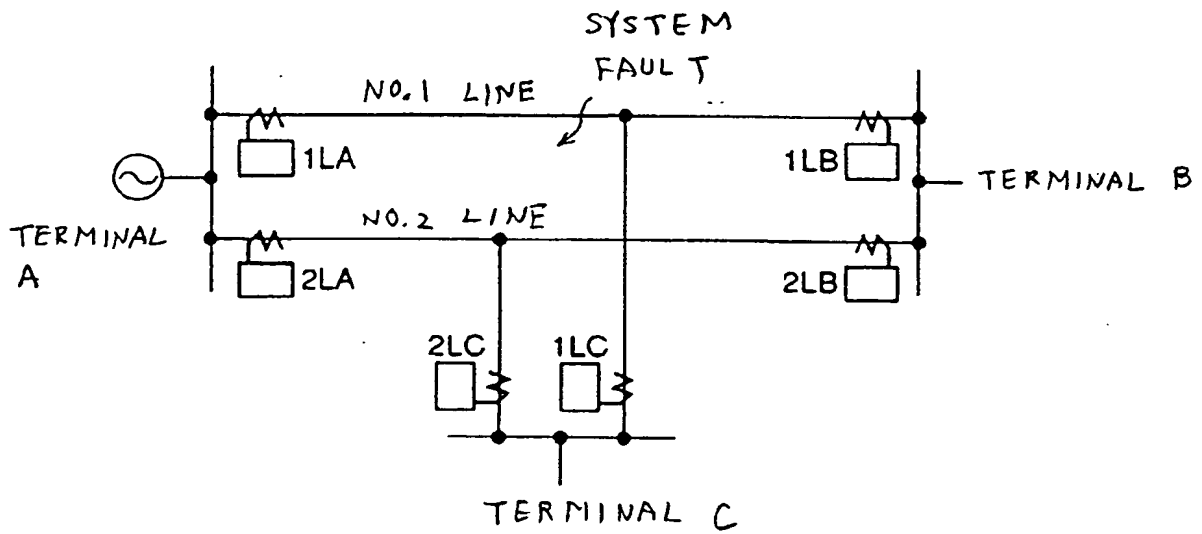 SYSTEM
FAULT
NO.1 LINE
1LA
1LB
TERMINAL B
NO.2 LINE
TERMINAL
A
2LA
2LB
2LC
1LC
TERMINAL C